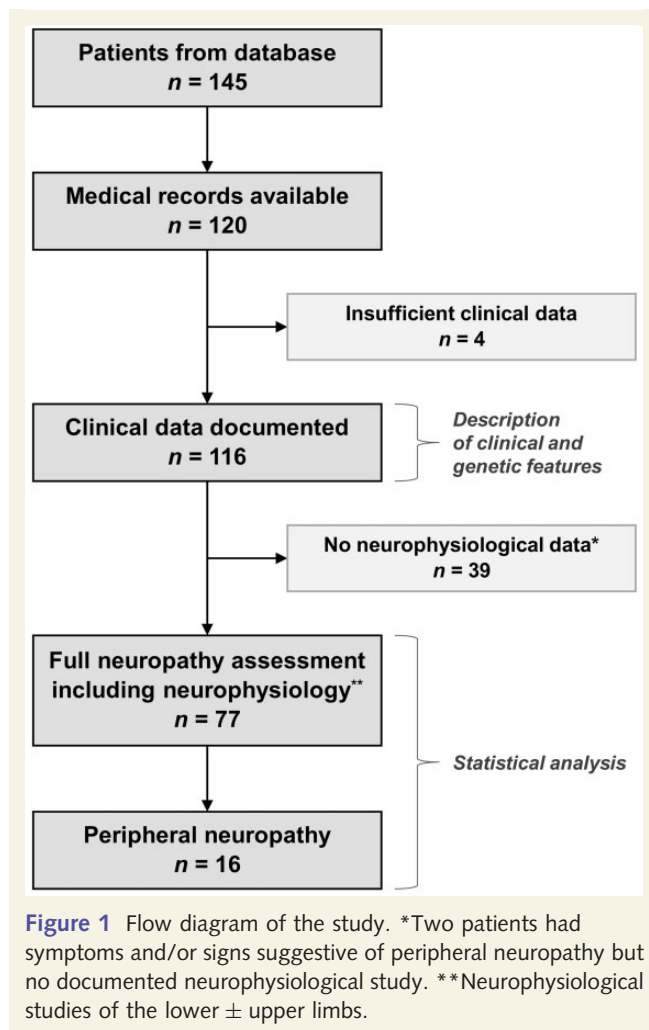 Patients from database
n = 145
Medical records available
n = 120
Insufficient clinical data
n = 4
Clinical data documented
n = 116
Description
of clinical and
genetic features
No neurophysiological data*
n = 39
Full neuropathy assessment
including neurophysiology**
n = 77
Statistical analysis
Peripheral neuropathy
n = 16
Figure 1 Flow diagram of the study. *Two patients had
symptoms and/or signs suggestive of peripheral neuropathy but
no documented neurophysiological study. **Neurophysiological
studies of the lower ± upper limbs.